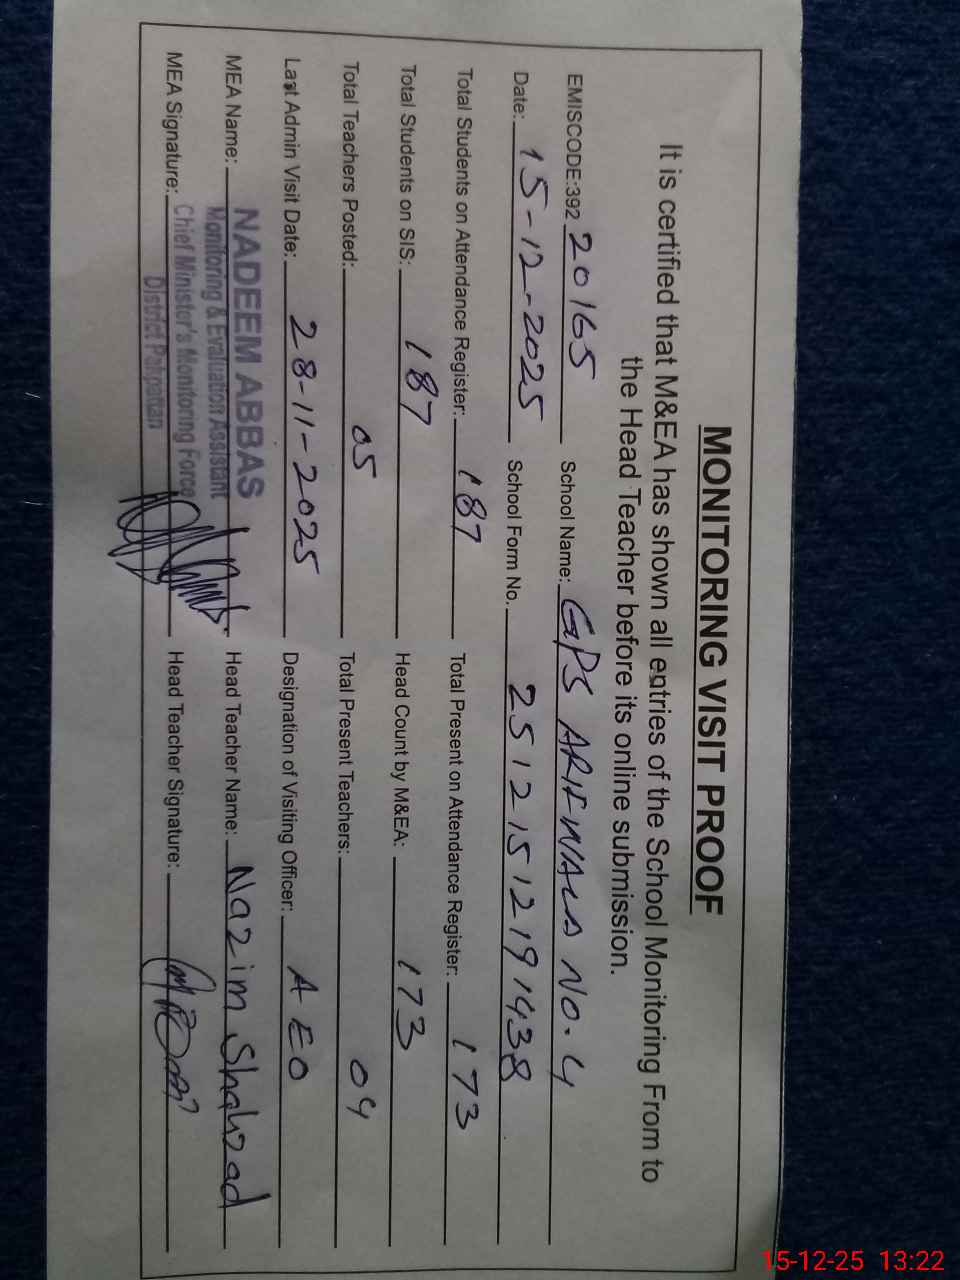 MONITORING VISIT PROOF
It is certified that M&EA has shown all entries of the School Monitoring From to
the Head Teacher before its online submission.
EMISCODE:392 20165 School Name: GPS ARIFWALA NO. 4
Date: 15-12-2025 School Form No. 25121512191438
Total Students on Attendance Register: 187 Total Present on Attendance Register: 173
Total Students on SIS: 187 Head Count by M&EA: 173
Total Teachers Posted: 05 Total Present Teachers: 04
Last Admin Visit Date: 28-11-2025 Designation of Visiting Officer: AEO
MEA Name: NADEEM ABBAS Head Teacher Name: Nazim Shahzad
Monitoring & Evaluation Assistant
MEA Signature: Chief Minister's Monitoring Force Head Teacher Signature:
District Pakpattan
15-12-25 13:22